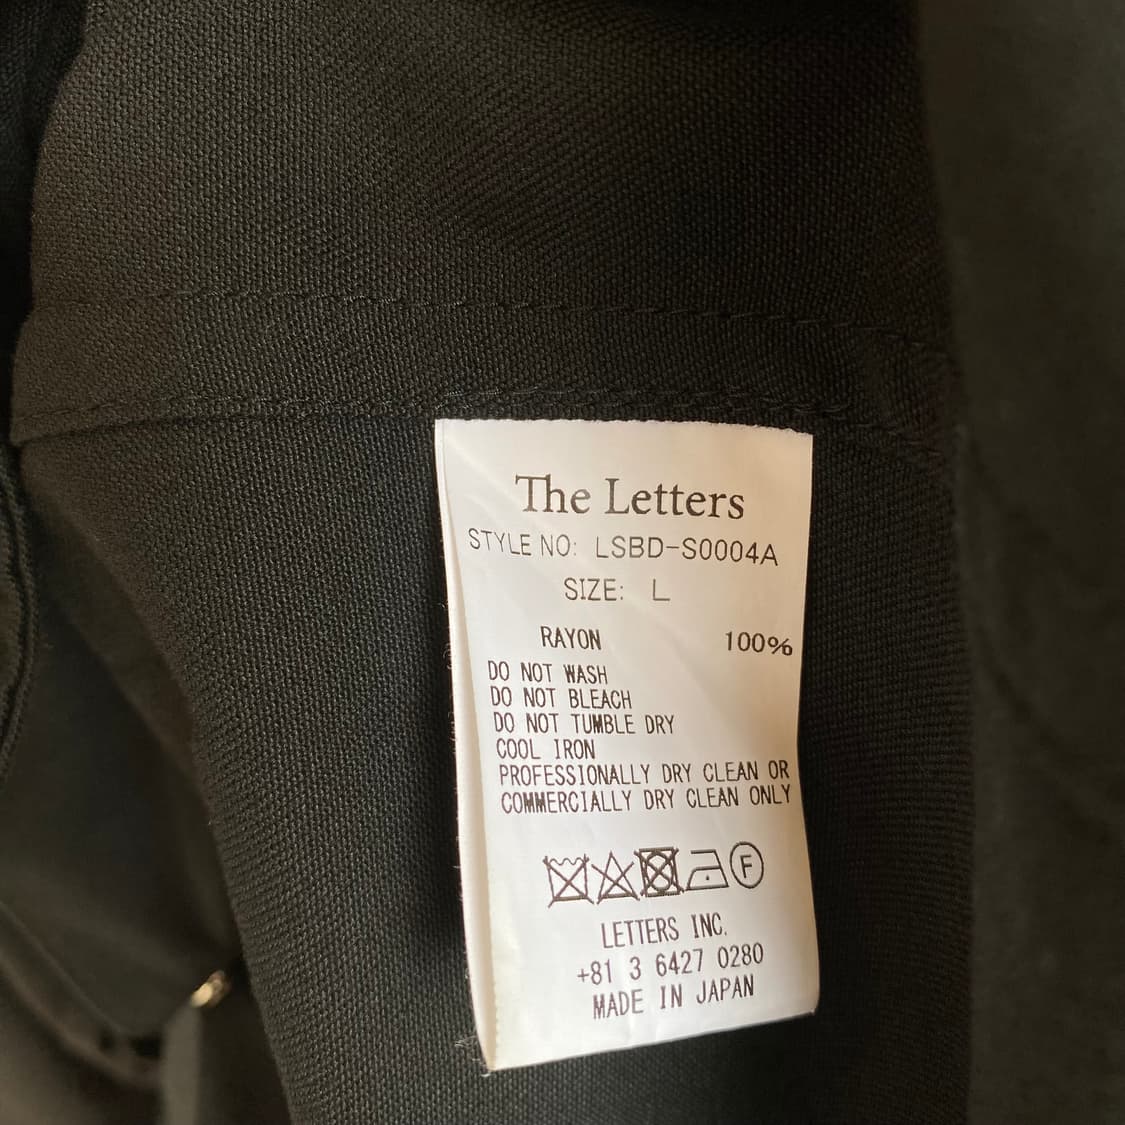 The Letters
STYLE NO: LSBD-S0004A
SIZE: L
RAYON 100%
DO NOT WASH
DO NOT BLEACH
DO NOT TUMBLE DRY
COOL IRON
PROFESSIONALLY DRY CLEAN OR
COMMERCIALLY DRY CLEAN ONLY
F
LETTERS INC.
+81 3 6427 0280
MADE IN JAPAN